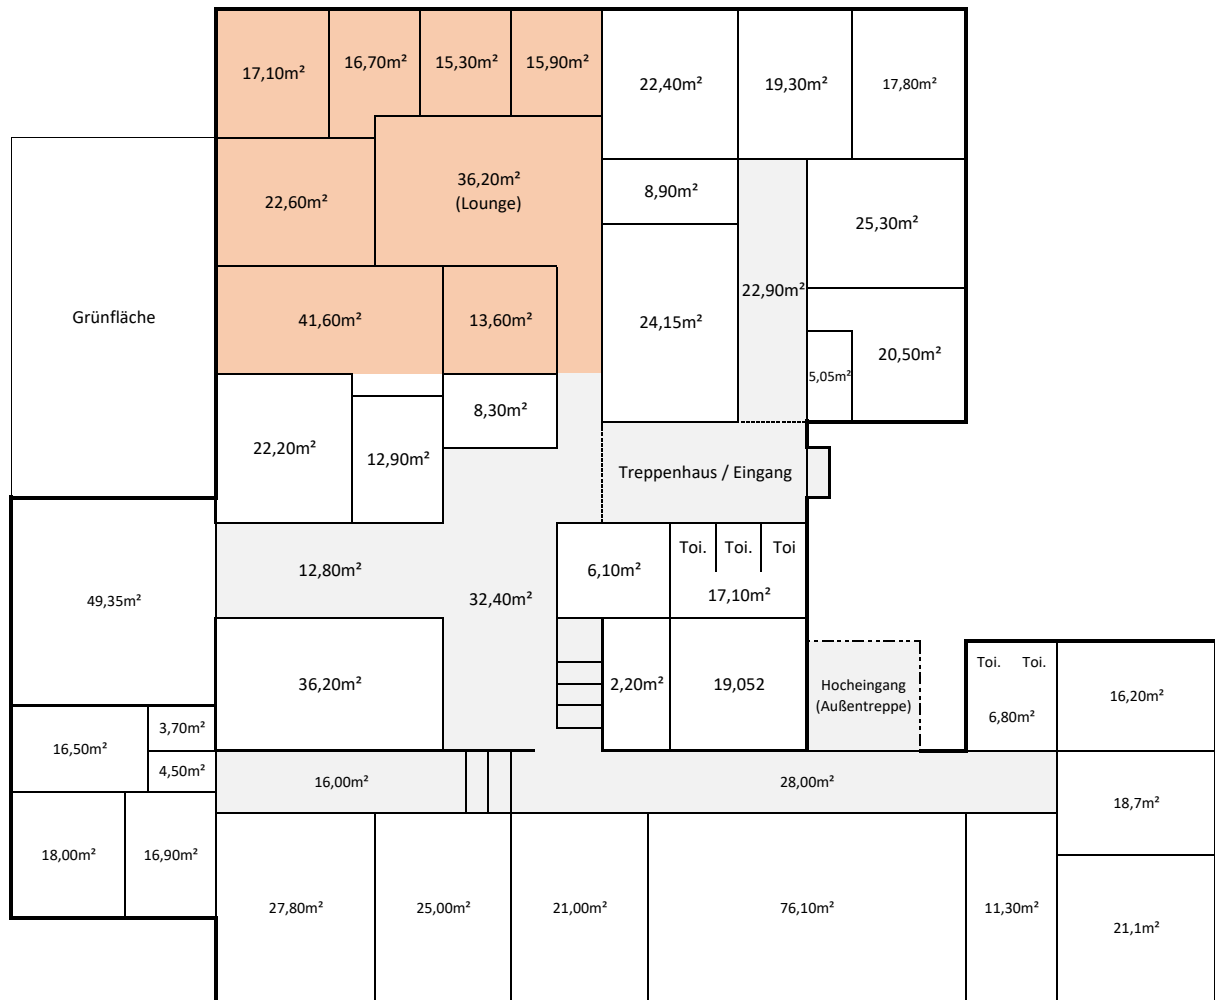 17,10m²
16,70m²
15,30m²
15,90m²
22,40m²
19,30m²
17,80m²
22,60m²
36,20m²
(Lounge)
8,90m²
25,30m²
Grünfläche
41,60m²
13,60m²
24,15m²
22,90m²
5,05m²
20,50m²
22,20m²
12,90m²
8,30m²
Treppenhaus / Eingang
49,35m²
12,80m²
32,40m²
6,10m²
Toi.
Toi.
Toi
17,10m²
36,20m²
2,20m²
19,052
Hocheingang
(Außentreppe)
Toi.
Toi.
6,80m²
16,20m²
16,50m²
3,70m²
4,50m²
16,00m²
28,00m²
18,7m²
18,00m²
16,90m²
27,80m²
25,00m²
21,00m²
76,10m²
11,30m²
21,1m²